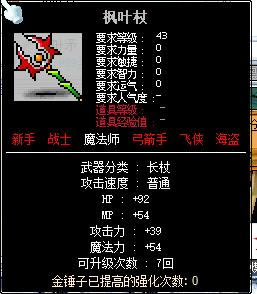 枫叶杖
要求等级： 43
要求力量： 0
要求敏捷： 0
要求智力： 0
要求运气： 0
要求人气度： -
道具等级： -
道具经验值： -
新手 战士 魔法师 弓箭手 飞侠 海盗
武器分类 : 长杖
攻击速度 : 普通
HP : +92
MP : +54
攻击力 : +39
魔法力 : +54
可升级次数 : 7回
金锤子已提高的强化次数: 0